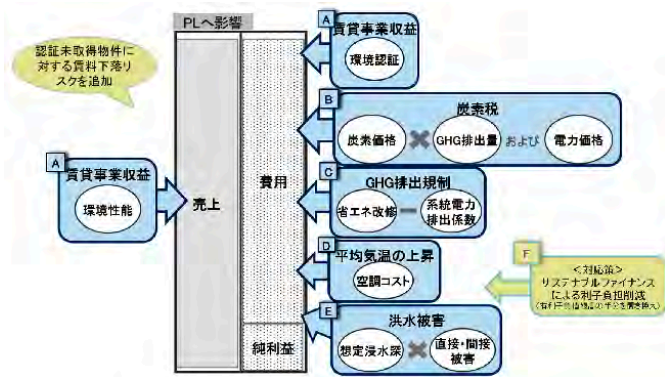 PLへ影響
認証未取得物件に
対する賃料下落リ
スクを追加
A
賃貸事業収益
環境性能
売上
費用
純利益
A
賃貸事業収益
環境認証
B
炭素税
炭素価格
GHG排出量
および
電力価格
C
GHG排出規制
省エネ改修
系統電力
排出係数
D
平均気温の上昇
空調コスト
E
洪水被害
想定浸水深
直接・間接
被害
F
<対応策>
サステナブルファイナンス
による利子負担削減